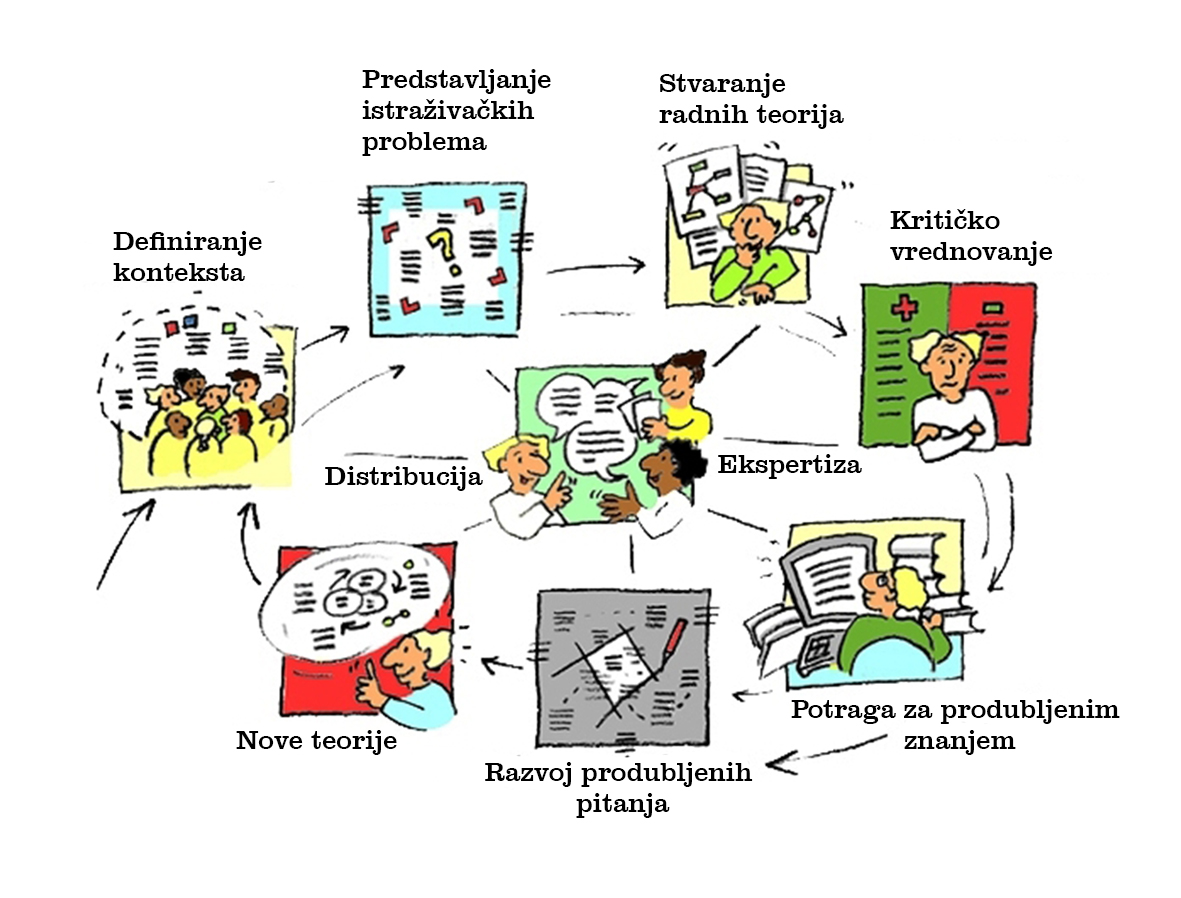 Predstavljanje
istraživačkih
problema
Stvaranje
radnih teorija
Kritičko
vrednovanje
Definiranje
konteksta
Distribucija
Ekspertiza
Potraga za produbljenim
znanjem
Nove teorije
Razvoj produbljenih
pitanja